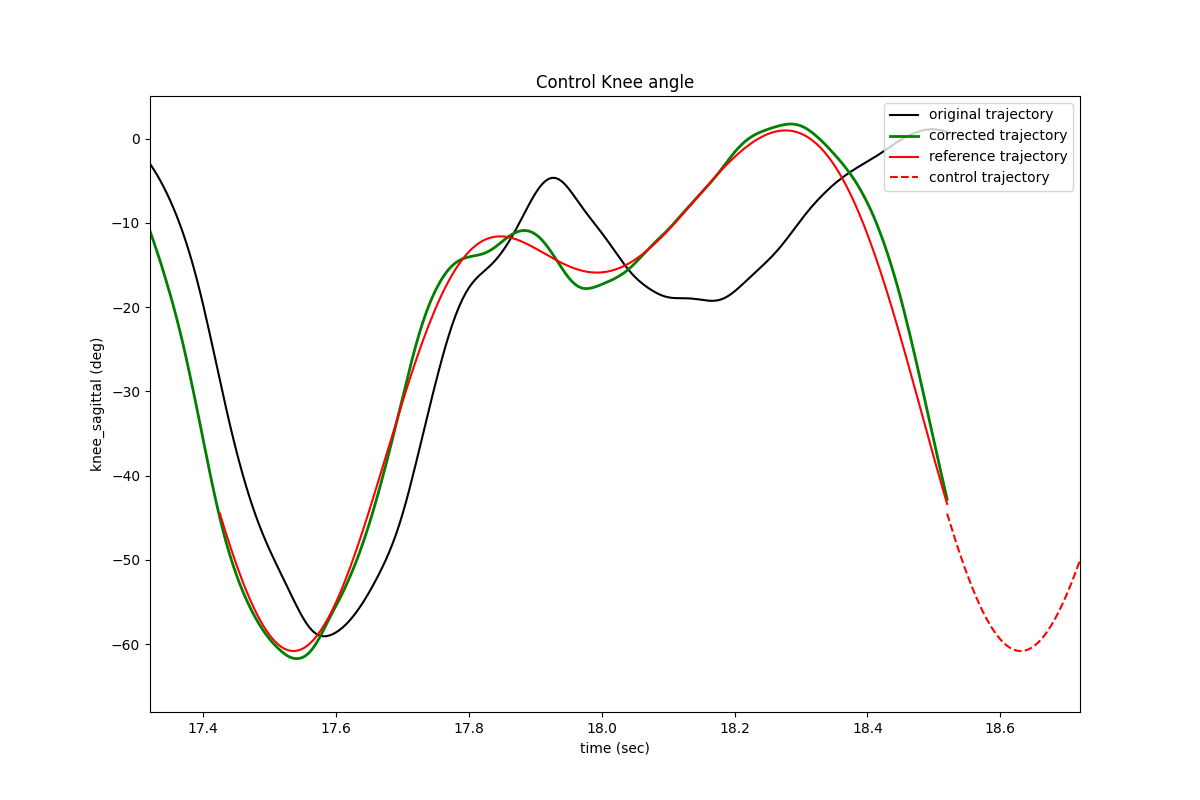 Control Knee angle
original trajectory
corrected trajectory
reference trajectory
control trajectory
knee_sagittal (deg)
0
−10
−20
−30
−40
−50
−60
17.4 17.6 17.8 18.0 18.2 18.4 18.6
time (sec)